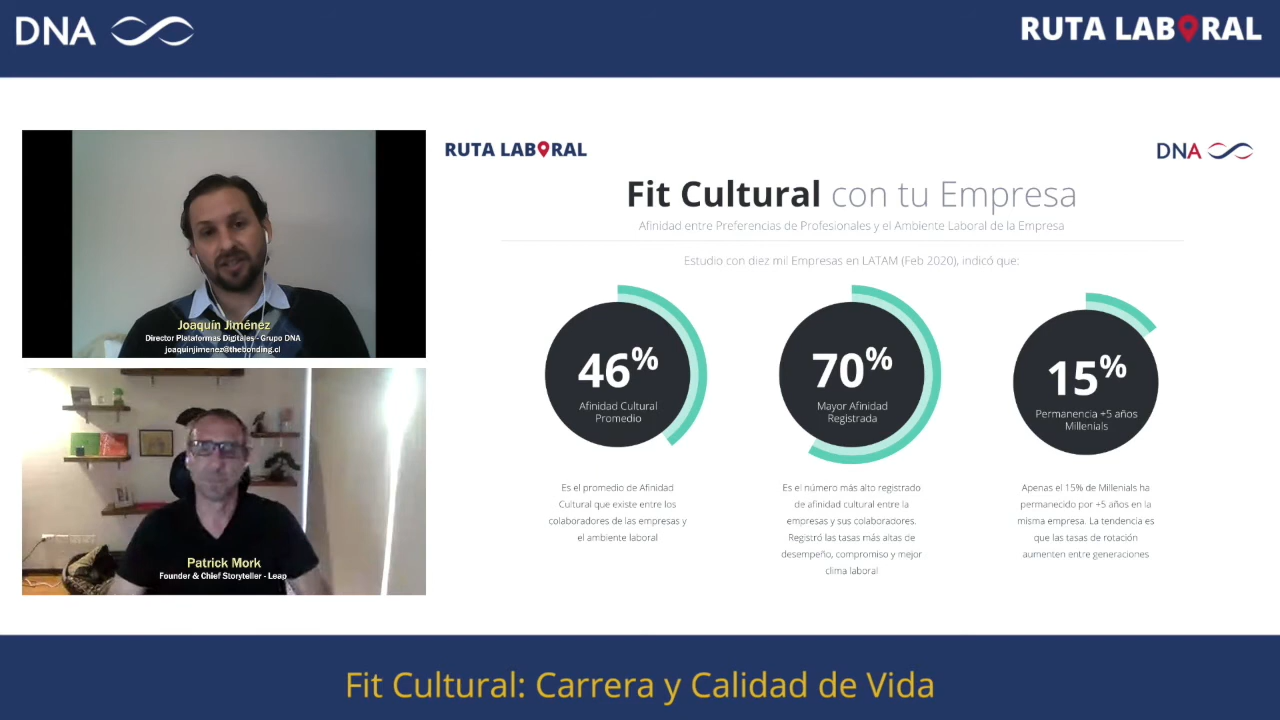 DNA
RUTA LABORAL
RUTA LABORAL
DNA
Fit Cultural con tu Empresa
Afinidad entre Preferencias de Profesionales y el Ambiente Laboral de la Empresa
Estudio con diez mil Empresas en LATAM (Feb 2020), indicó que:
46%
Afinidad Cultural
Promedio
Es el promedio de Afinidad
Cultural que existe entre los
colaboradores de las empresas y
el ambiente laboral
70%
Mayor Afinidad
Registrada
Es el número más alto registrado
de afinidad cultural entre la
empresas y sus colaboradores.
Registró las tasas más altas de
desempeño, compromiso y mejor
clima laboral
15%
Permanencia +5 años
Millenials
Apenas el 15% de Millenials ha
permanecido por +5 años en la
misma empresa. La tendencia es
que las tasas de rotación
aumenten entre generaciones
Joaquín Jiménez
Director Plataformas Digitales - Grupo DNA
joaquinjimenez@thebonding.cl
Patrick Mork
Founder & Chief Storyteller - Leap
Fit Cultural: Carrera y Calidad de Vida